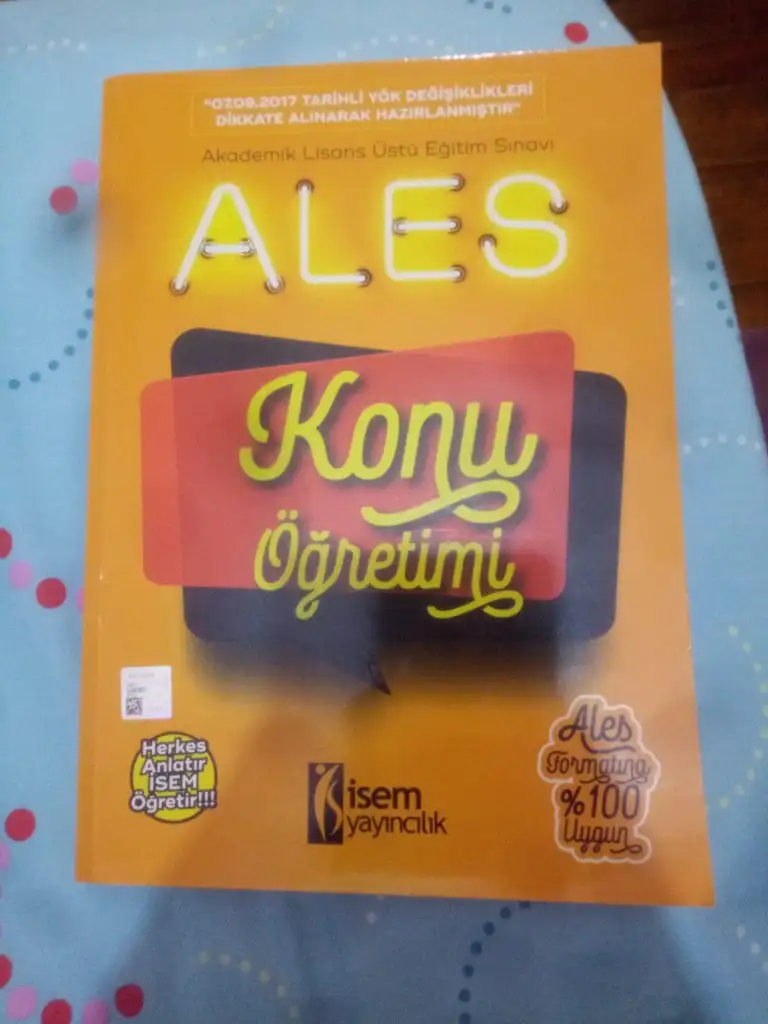 "07.09.2017 TARİHLİ YÖK DEĞİŞİKLİKLERİ
DİKKATE ALINARAK HAZIRLANMIŞTIR"
Akademik Lisans Üstü Eğitim Sınavı
ALES
Konu
Öğretimi
Herkes
Anlatır
İSEM
Öğretir!!!
isem
yayıncılık
Ales
Formatına
%100
Uygun